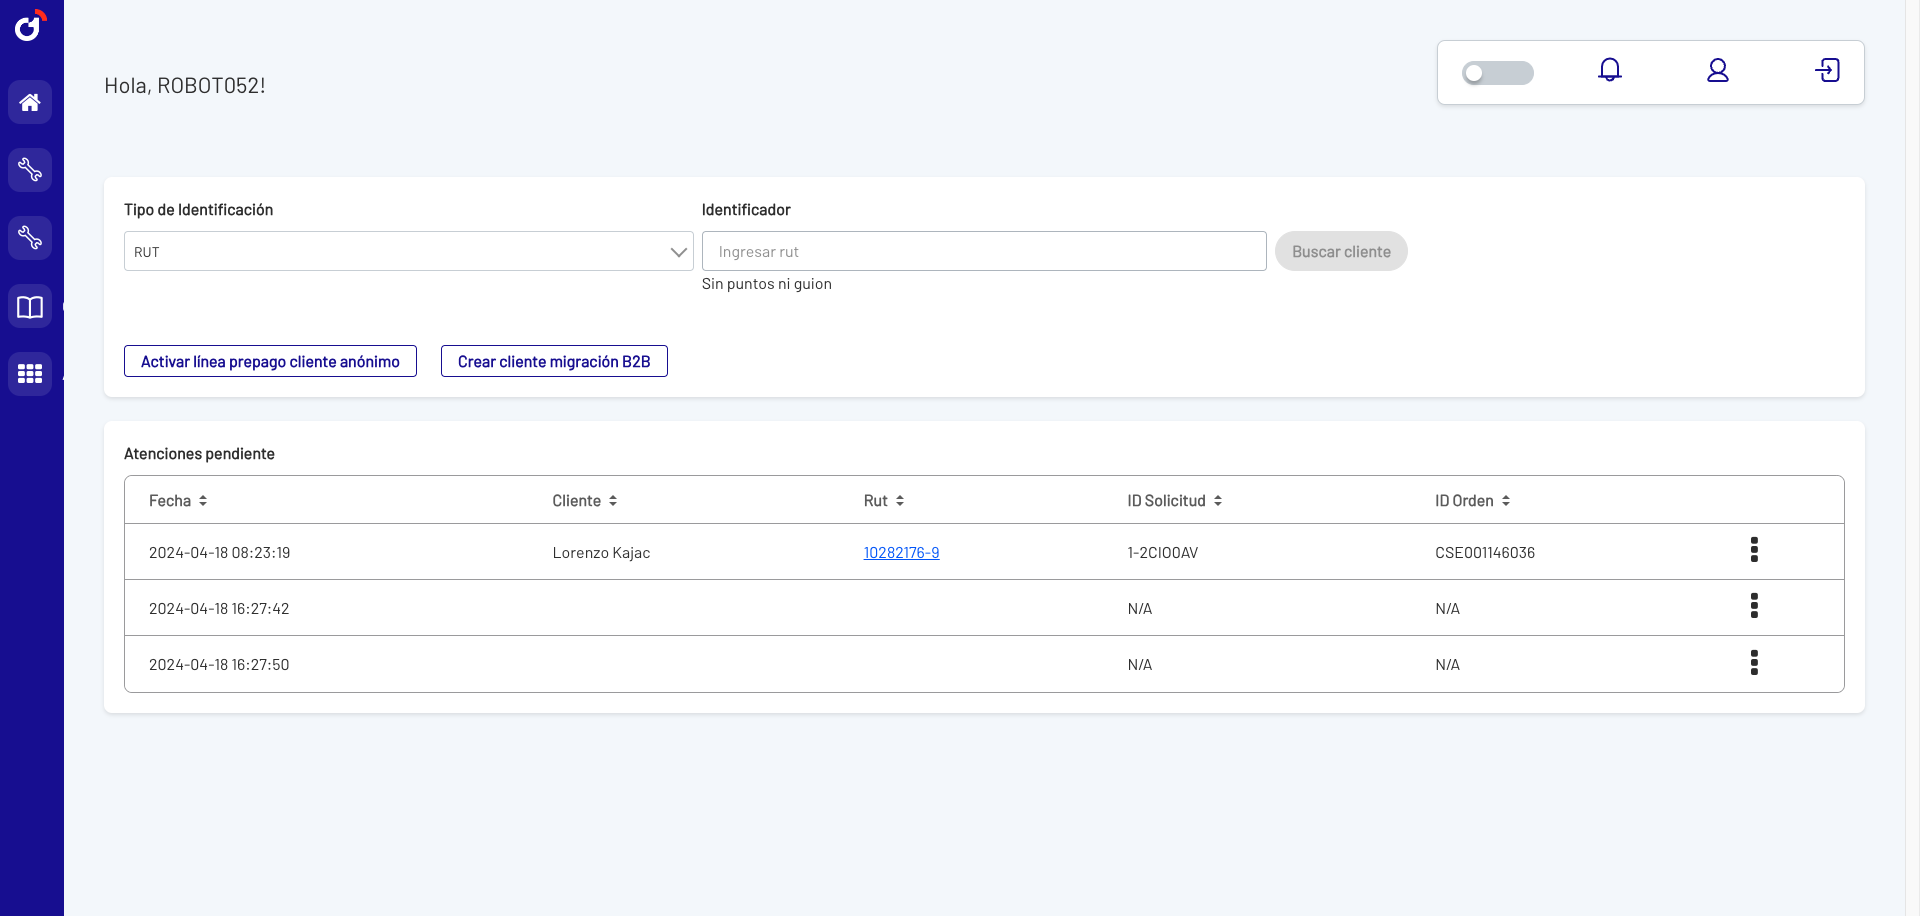 Hola, ROBOT052!
Tipo de Identificación
Identificador
RUT
Ingresar rut
Buscar cliente
Sin puntos ni guion
Activar línea prepago cliente anónimo
Crear cliente migración B2B
Atenciones pendiente
Fecha Cliente Rut ID Solicitud ID Orden
2024-04-18 08:23:19 Lorenzo Kajac 10282176-9 1-2CIO0AV CSE001146036
2024-04-18 16:27:42 N/A N/A
2024-04-18 16:27:50 N/A N/A